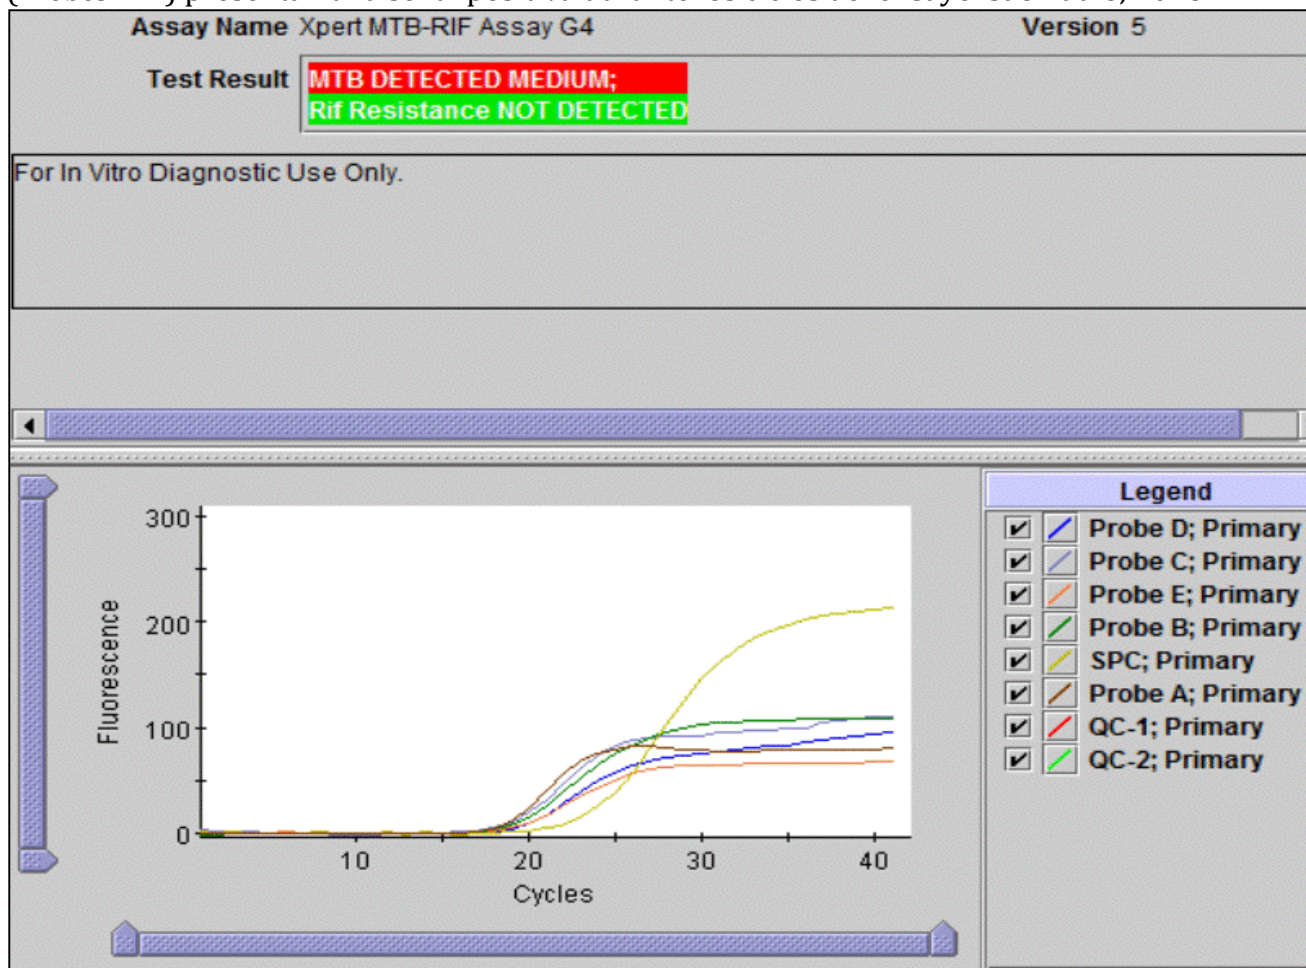 Assay Name Xpert MTB-RIF Assay G4 Version 5
Test Result MTB DETECTED MEDIUM;
Rif Resistance NOT DETECTED
For In Vitro Diagnostic Use Only.
300
200
100
0
Fluorescence
10 20 30 40
Cycles
Legend
Probe D; Primary
Probe C; Primary
Probe E; Primary
Probe B; Primary
SPC; Primary
Probe A; Primary
QC-1; Primary
QC-2; Primary